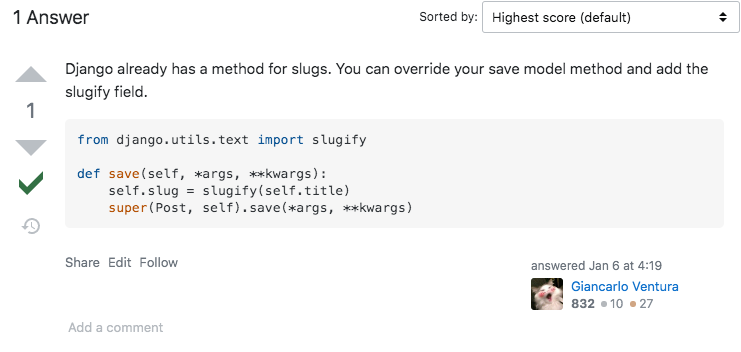 1 Answer
Sorted by:
Highest score (default)
Django already has a method for slugs. You can override your save model method and add the
slugify field.
1
from django.utils.text import slugify
def save(self, *args, **kwargs):
    self.slug = slugify(self.title)
    super(Post, self).save(*args, **kwargs)
Share Edit Follow
answered Jan 6 at 4:19
Giancarlo Ventura
832 ●10 ●27
Add a comment